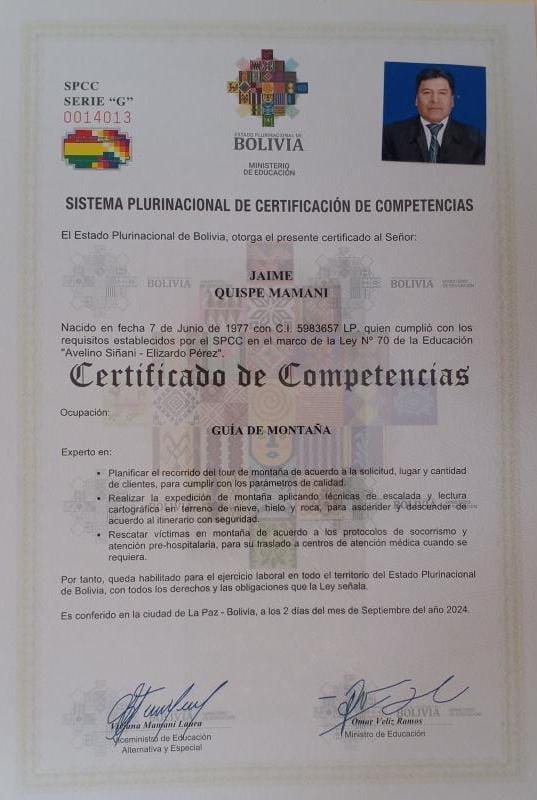 SPCC
SERIE “G”
0014013
ESTADO PLURINACIONAL DE
BOLIVIA
MINISTERIO
DE EDUCACIÓN
SISTEMA PLURINACIONAL DE CERTIFICACIÓN DE COMPETENCIAS
El Estado Plurinacional de Bolivia, otorga el presente certificado al Señor:
JAIME
QUISPE MAMANI
Nacido en fecha 7 de Junio de 1977 con C.I. 5983657 LP. quien cumplió con los
requisitos establecidos por el SPCC en el marco de la Ley Nº 70 de la Educación
"Avelino Siñani - Elizardo Pérez".
Certificado de Competencias
Ocupación:
GUÍA DE MONTAÑA
Experto en:
• Planificar el recorrido del tour de montaña de acuerdo a la solicitud, lugar y cantidad
de clientes, para cumplir con los parámetros de calidad.
• Realizar la expedición de montaña aplicando técnicas de escalada y lectura
cartográfica en terreno de nieve, hielo y roca, para ascender y descender de
acuerdo al itinerario con seguridad.
• Rescatar víctimas en montaña de acuerdo a los protocolos de socorrismo y
atención pre-hospitalaria, para su traslado a centros de atención médica cuando se
requiera.
Por tanto, queda habilitado para el ejercicio laboral en todo el territorio del Estado Plurinacional
de Bolivia, con todos los derechos y las obligaciones que la Ley señala.
Es conferido en la ciudad de La Paz - Bolivia, a los 2 días del mes de Septiembre del año 2024.
Mamani Laura
Viceministro de Educación
Alternativa y Especial
Omar Veliz Ramos
Ministro de Educación